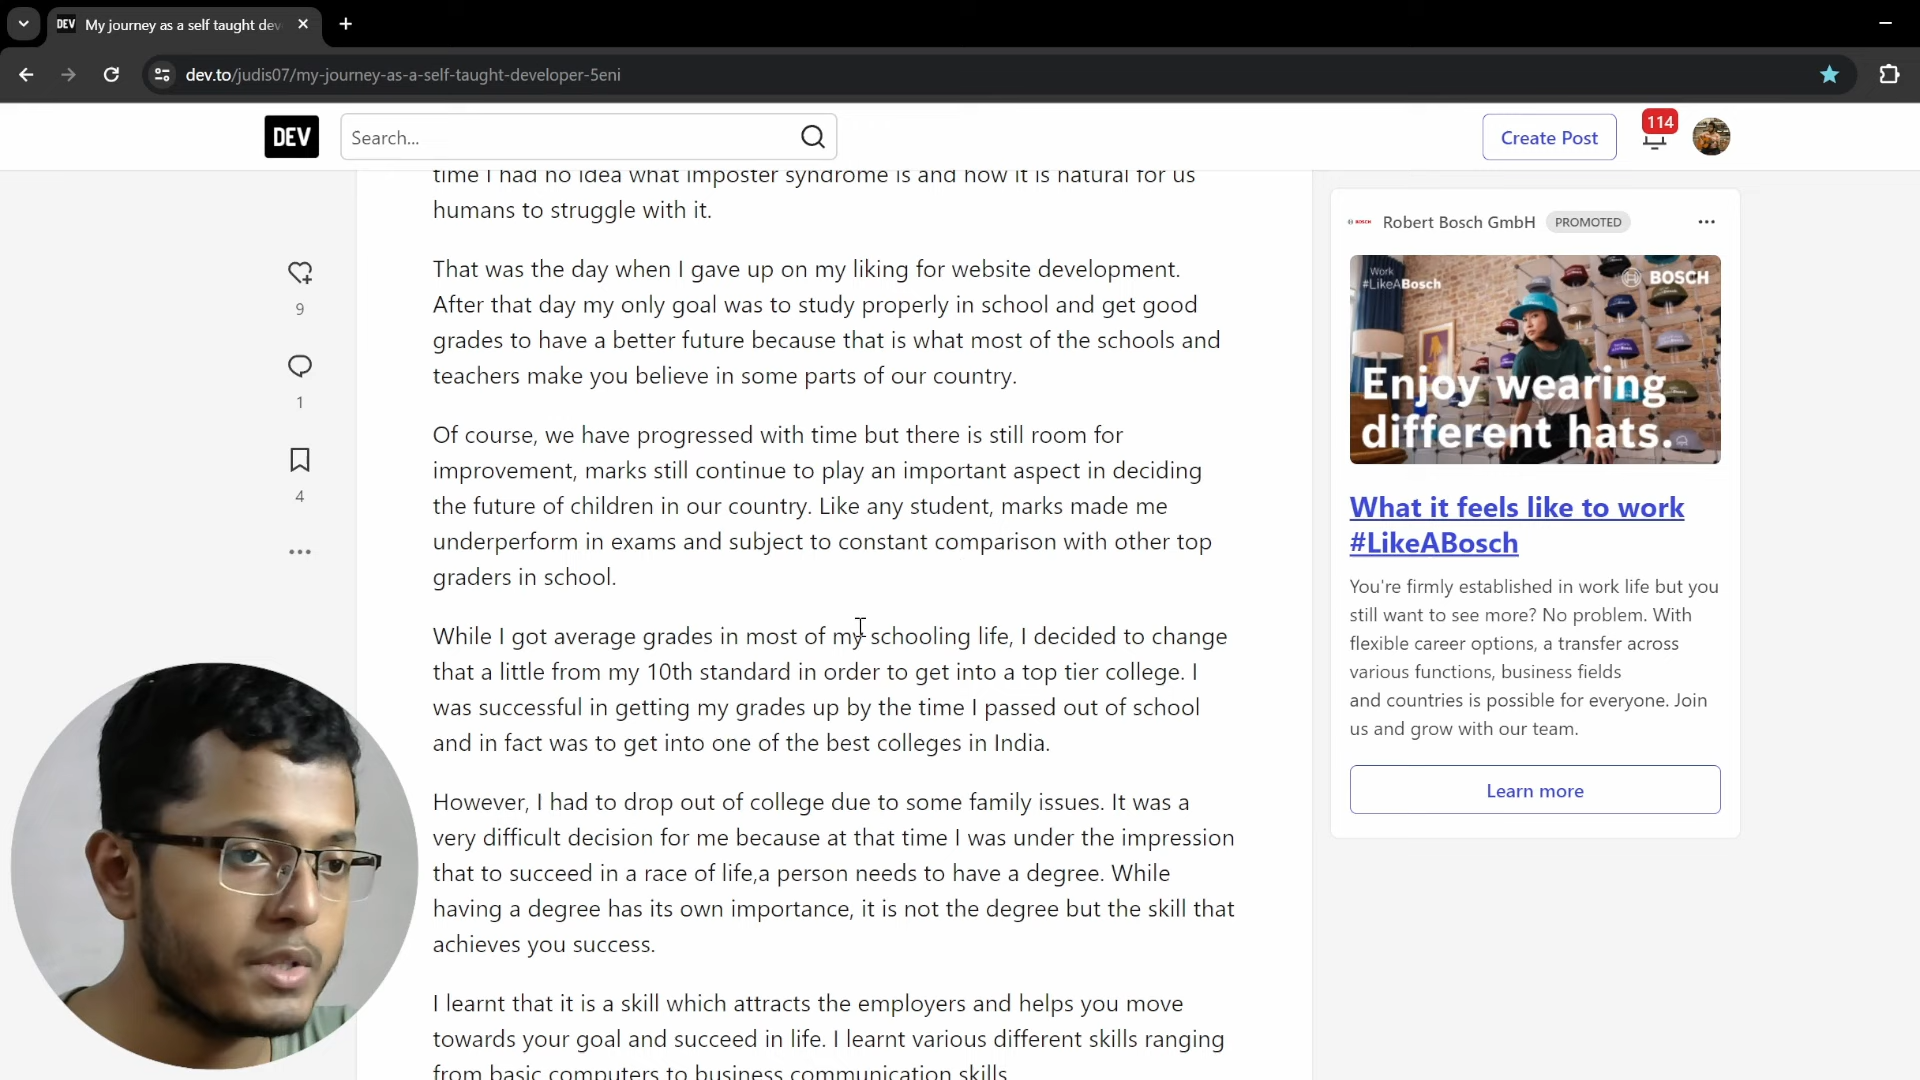 DEV My journey as a self taught dev
dev.to/judis07/my-journey-as-a-self-taught-developer-5eni
DEV
Search...
Create Post
114
time I had no idea what imposter syndrome is and how it is natural for us
humans to struggle with it.
That was the day when I gave up on my liking for website development.
After that day my only goal was to study properly in school and get good
grades to have a better future because that is what most of the schools and
teachers make you believe in some parts of our country.
Of course, we have progressed with time but there is still room for
improvement, marks still continue to play an important aspect in deciding
the future of children in our country. Like any student, marks made me
underperform in exams and subject to constant comparison with other top
graders in school.
While I got average grades in most of my schooling life, I decided to change
that a little from my 10th standard in order to get into a top tier college. I
was successful in getting my grades up by the time I passed out of school
and in fact was to get into one of the best colleges in India.
However, I had to drop out of college due to some family issues. It was a
very difficult decision for me because at that time I was under the impression
that to succeed in a race of life,a person needs to have a degree. While
having a degree has its own importance, it is not the degree but the skill that
achieves you success.
I learnt that it is a skill which attracts the employers and helps you move
towards your goal and succeed in life. I learnt various different skills ranging
from basic computers to business communication skills
9
1
4
BOSCH
Robert Bosch GmbH
PROMOTED
Work
#LikeABosch
BOSCH
Enjoy wearing
different hats.
What it feels like to work
#LikeABosch
You're firmly established in work life but you
still want to see more? No problem. With
flexible career options, a transfer across
various functions, business fields
and countries is possible for everyone. Join
us and grow with our team.
Learn more